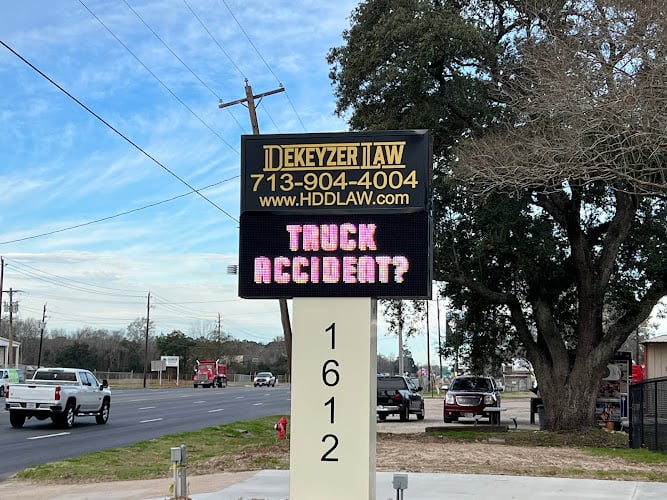 DEKEYZER LAW
713-904-4004
www.HDDLAW.com
TRUCK
ACCIDENT?
1
6
1
2